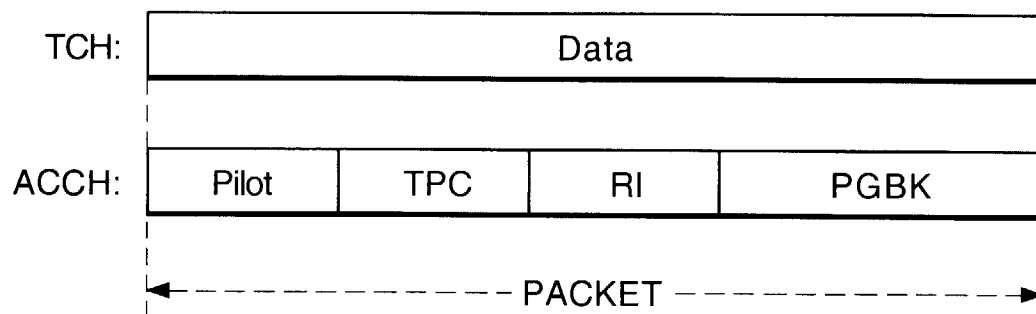 TCH: Data
ACCH: Pilot TPC RI PGBK
PACKET